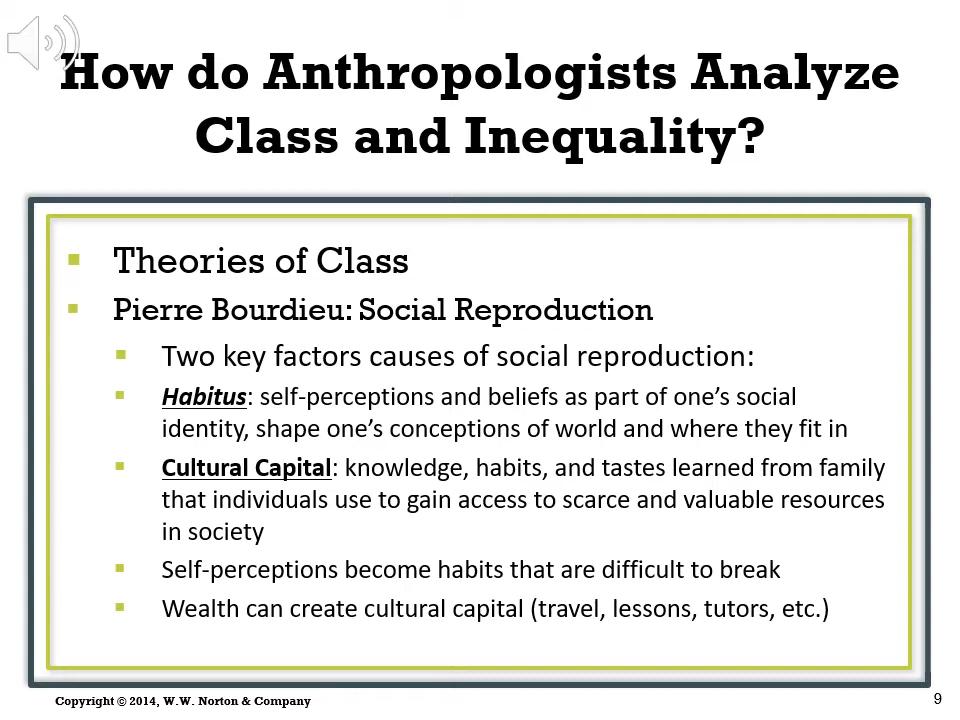 How do Anthropologists Analyze
Class and Inequality?
Theories of Class
Pierre Bourdieu: Social Reproduction
Two key factors causes of social reproduction:
Habitus: self-perceptions and beliefs as part of one’s social
identity, shape one’s conceptions of world and where they fit in
Cultural Capital: knowledge, habits, and tastes learned from family
that individuals use to gain access to scarce and valuable resources
in society
Self-perceptions become habits that are difficult to break
Wealth can create cultural capital (travel, lessons, tutors, etc.)
Copyright © 2014, W.W. Norton & Company
9